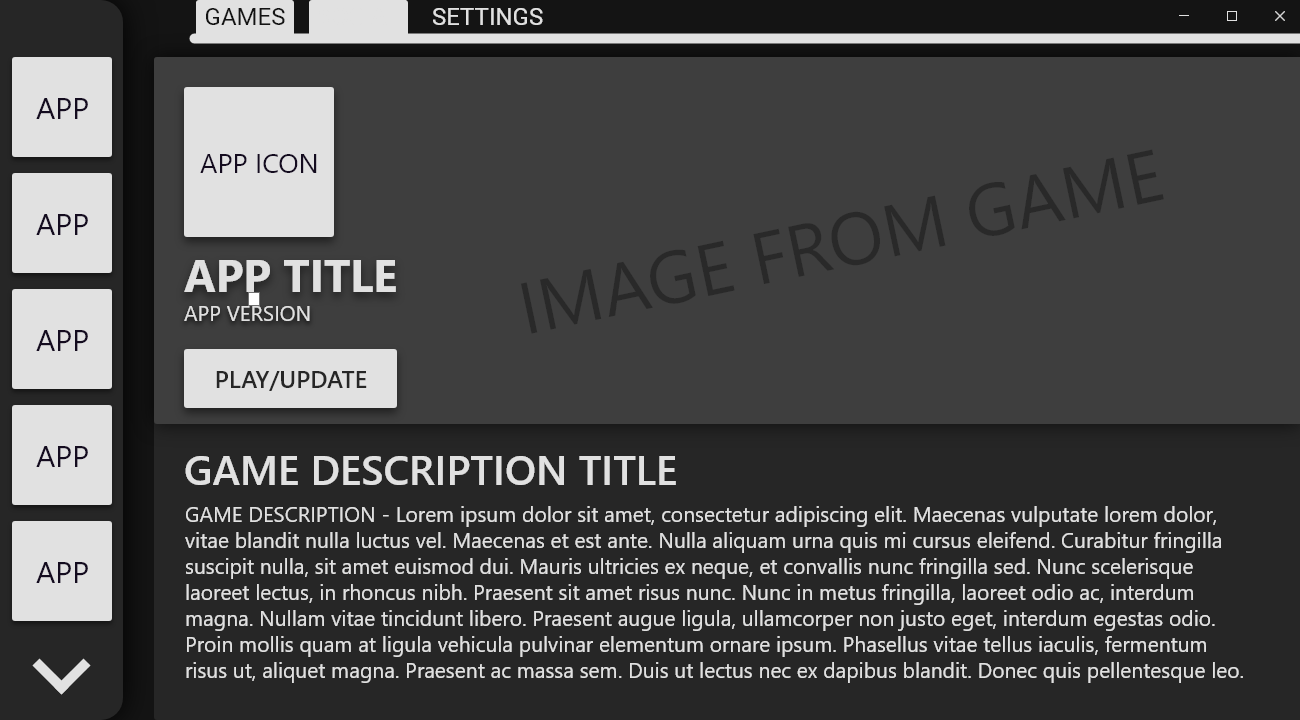 GAMES
SETTINGS
APP
APP
APP
APP
APP
APP ICON
IMAGE FROM GAME
APP TITLE
APP VERSION
PLAY/UPDATE
GAME DESCRIPTION TITLE
GAME DESCRIPTION - Lorem ipsum dolor sit amet, consectetur adipiscing elit. Maecenas vulputate lorem dolor,
vitae blandit nulla luctus vel. Maecenas et est ante. Nulla aliquam urna quis mi cursus eleifend. Curabitur fringilla
suscipit nulla, sit amet euismod dui. Mauris ultricies ex neque, et convallis nunc fringilla sed. Nunc scelerisque
laoreet lectus, in rhoncus nibh. Praesent sit amet risus nunc. Nunc in metus fringilla, laoreet odio ac, interdum
magna. Nullam vitae tincidunt libero. Praesent augue ligula, ullamcorper non justo eget, interdum egestas odio.
Proin mollis quam at ligula vehicula pulvinar elementum ornare ipsum. Phasellus vitae tellus iaculis, fermentum
risus ut, aliquet magna. Praesent ac massa sem. Duis ut lectus nec ex dapibus blandit. Donec quis pellentesque leo.